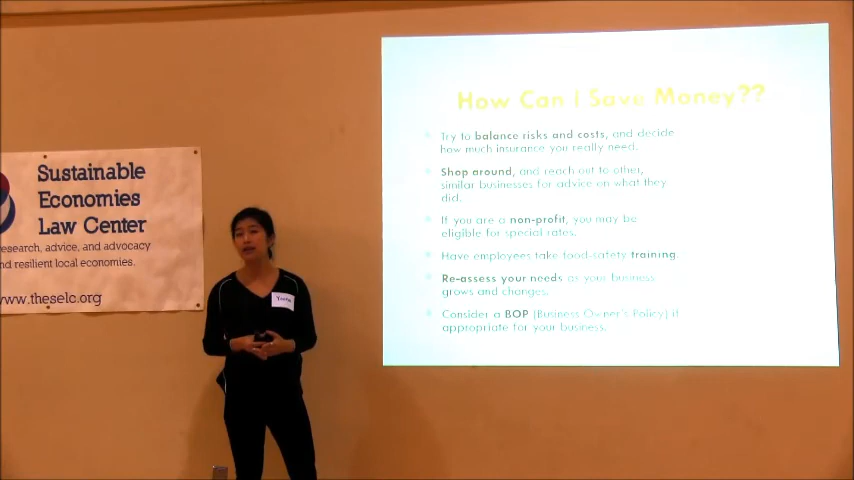 Sustainable
Economies
Law Center
esearch, advice, and advocacy
nd resilient local economies.
www.theselc.org
How Can I Save Money??
Try to balance risks and costs, and decide
how much insurance you really need.
Shop around, and reach out to other,
similar businesses for advice on what they
did.
If you are a non-profit, you may be
eligible for special rates.
Have employees take food-safety training.
Re-assess your needs as your business
grows and changes.
Consider a BOP (Business Owner's Policy) if
appropriate for your business.